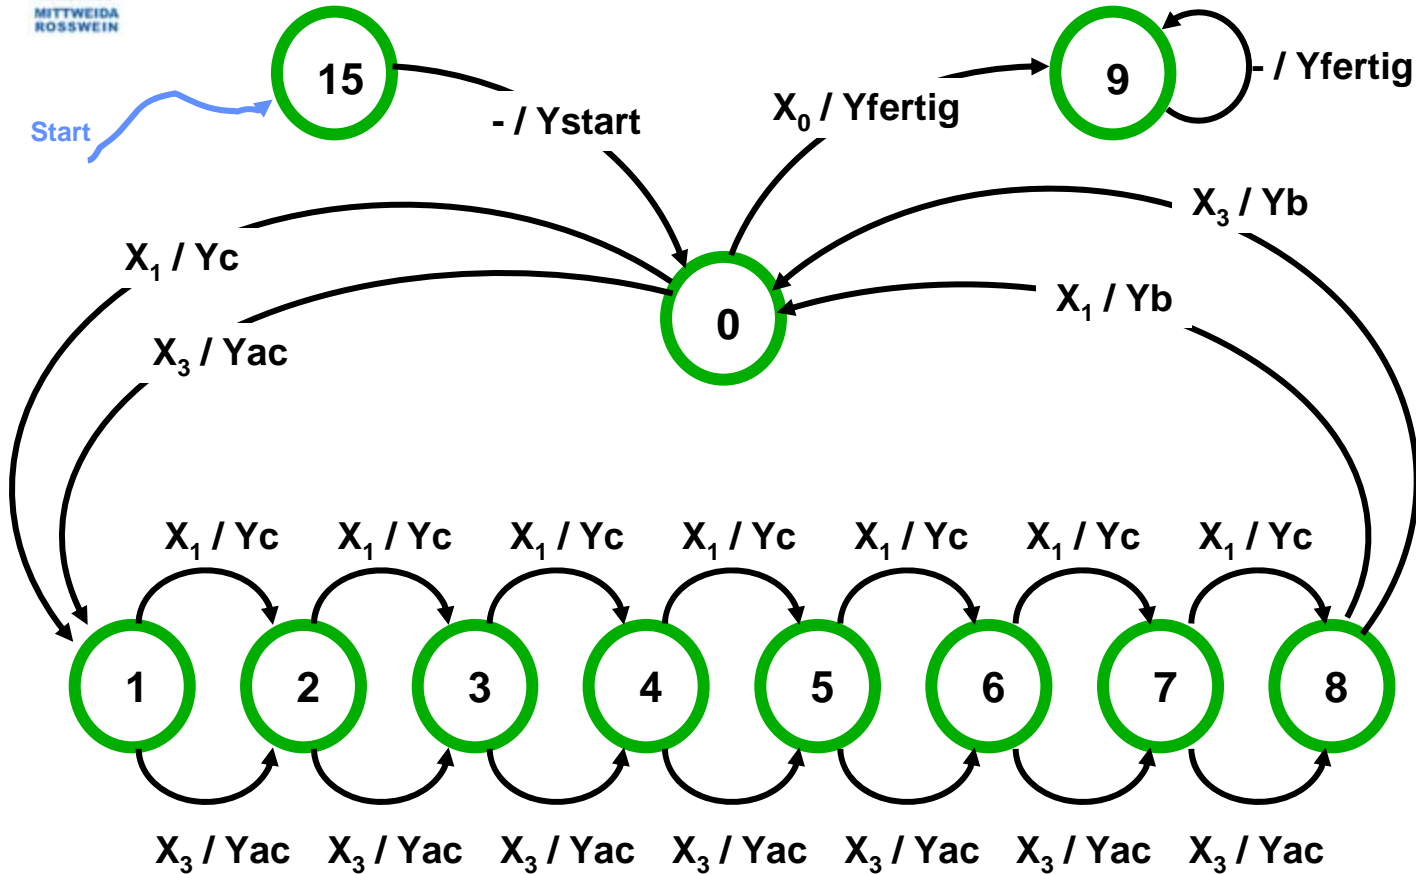 MITTWEIDA
ROSSWEIN
15
9
- / Yfertig
Start
- / Ystart
X₀ / Yfertig
X₃ / Yb
X₁ / Yc
X₁ / Yb
0
X₃ / Yac
X₁ / Yc X₁ / Yc X₁ / Yc X₁ / Yc X₁ / Yc X₁ / Yc X₁ / Yc
1 2 3 4 5 6 7 8
X₃ / Yac X₃ / Yac X₃ / Yac X₃ / Yac X₃ / Yac X₃ / Yac X₃ / Yac